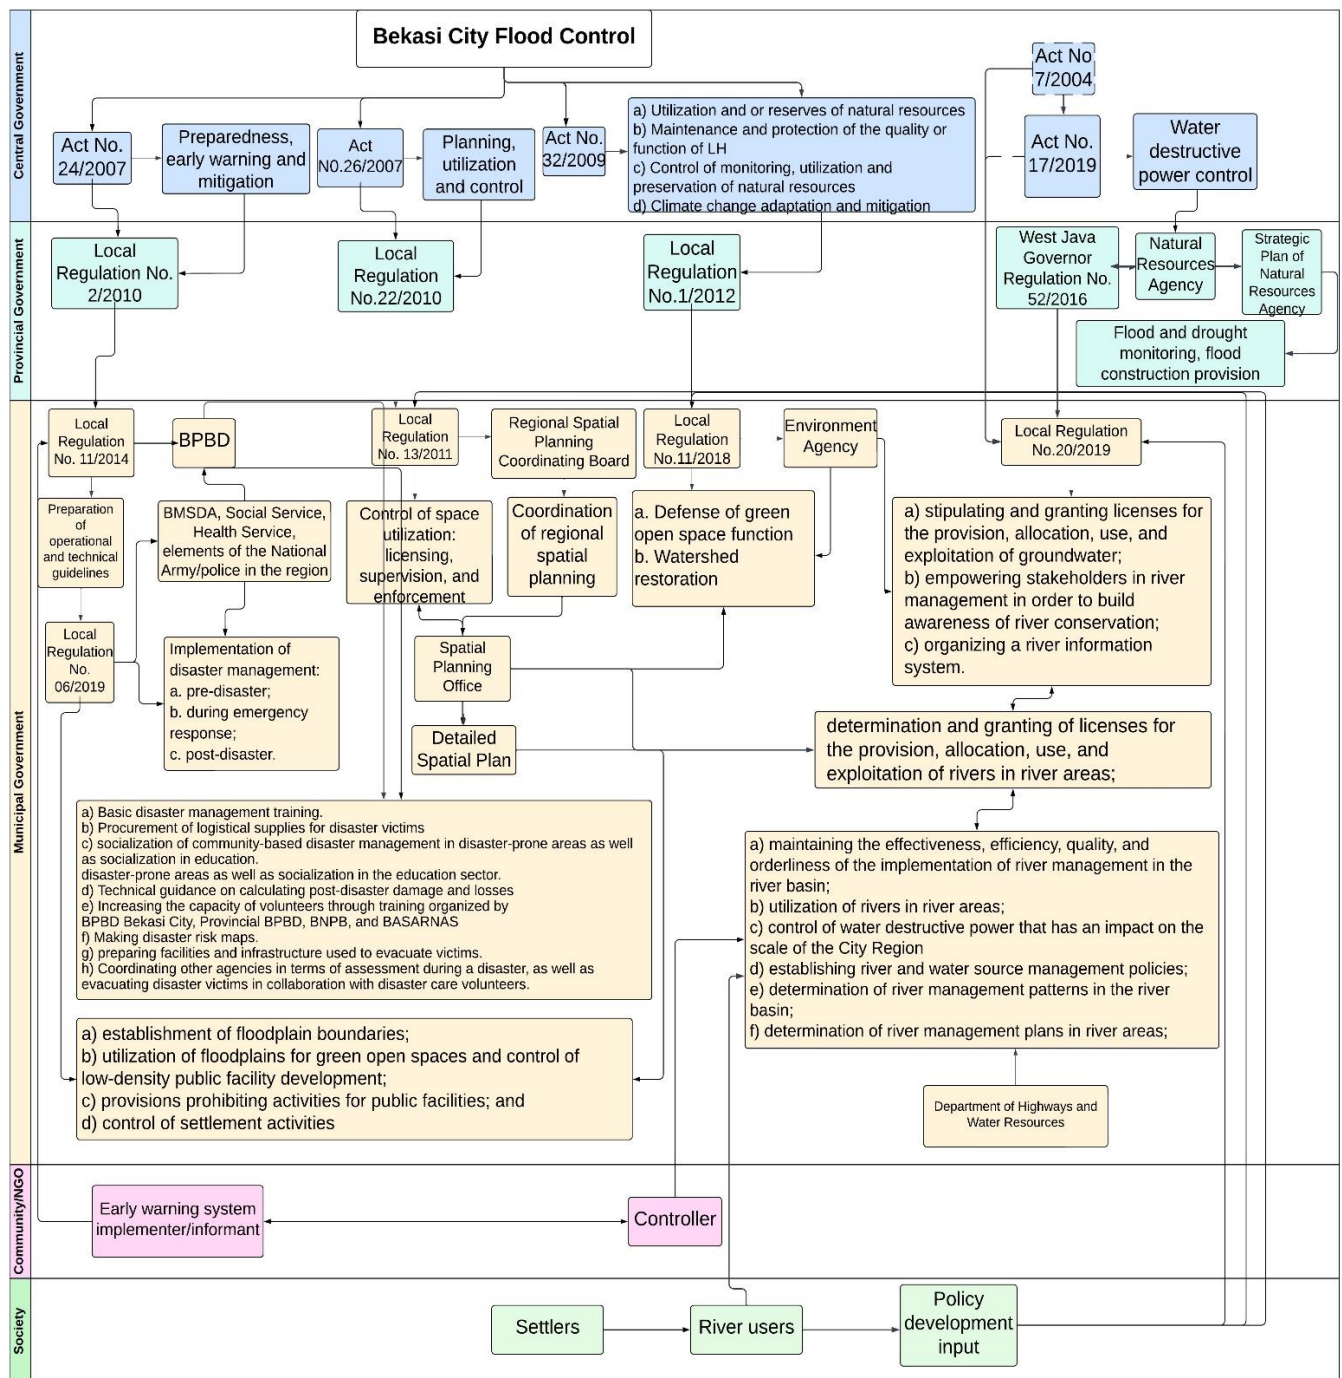 Bekasi City Flood Control
Central Government
Act No.
24/2007
Preparedness,
early warning and
mitigation
Act
N0.26/2007
Planning,
utilization
and control
Act No.
32/2009
a) Utilization and or reserves of natural resources
b) Maintenance and protection of the quality or
function of LH
c) Control of monitoring, utilization and
preservation of natural resources
d) Climate change adaptation and mitigation
Act No
7/2004
Act No.
17/2019
Water
destructive
power control
Provincial Government
Local
Regulation No.
2/2010
Local
Regulation
No.22/2010
Local
Regulation
No.1/2012
West Java
Governor
Regulation No.
52/2016
Natural
Resources
Agency
Strategic
Plan of
Natural
Resources
Agency
Flood and drought
monitoring, flood
construction provision
Municipal Government
Local
Regulation
No. 11/2014
BPBD
Local
Regulation
No. 13/2011
Regional Spatial
Planning
Coordinating Board
Local
Regulation
No.11/2018
Environment
Agency
Local Regulation
No.20/2019
Preparation
of
operational
and technical
guidelines
BMSDA, Social Service,
Health Service,
elements of the National
Army/police in the region
Control of space
utilization:
licensing,
supervision, and
enforcement
Coordination
of regional
spatial
planning
a. Defense of green
open space function
b. Watershed
restoration
a) stipulating and granting licenses for
the provision, allocation, use, and
exploitation of groundwater;
b) empowering stakeholders in river
management in order to build
awareness of river conservation;
c) organizing a river information
system.
Local
Regulation
No.
06/2019
Implementation of
disaster management:
a. pre-disaster;
b. during emergency
response;
c. post-disaster.
Spatial
Planning
Office
Detailed
Spatial Plan
determination and granting of licenses for
the provision, allocation, use, and
exploitation of rivers in river areas;
a) Basic disaster management training.
b) Procurement of logistical supplies for disaster victims
c) socialization of community-based disaster management in disaster-prone areas as well
as socialization in education.
disaster-prone areas as well as socialization in the education sector.
d) Technical guidance on calculating post-disaster damage and losses
e) Increasing the capacity of volunteers through training organized by
BPBD Bekasi City, Provincial BPBD, BNPB, and BASARNAS
f) Making disaster risk maps.
g) preparing facilities and infrastructure used to evacuate victims.
h) Coordinating other agencies in terms of assessment during a disaster, as well as
evacuating disaster victims in collaboration with disaster care volunteers.
a) maintaining the effectiveness, efficiency, quality, and
orderliness of the implementation of river management in the
river basin;
b) utilization of rivers in river areas;
c) control of water destructive power that has an impact on the
scale of the City Region
d) establishing river and water source management policies;
e) determination of river management patterns in the river
basin;
f) determination of river management plans in river areas;
a) establishment of floodplain boundaries;
b) utilization of floodplains for green open spaces and control of
low-density public facility development;
c) provisions prohibiting activities for public facilities; and
d) control of settlement activities
Department of Highways and
Water Resources
Community/NGO
Early warning system
implementer/informant
Controller
Society
Settlers
River users
Policy
development
input